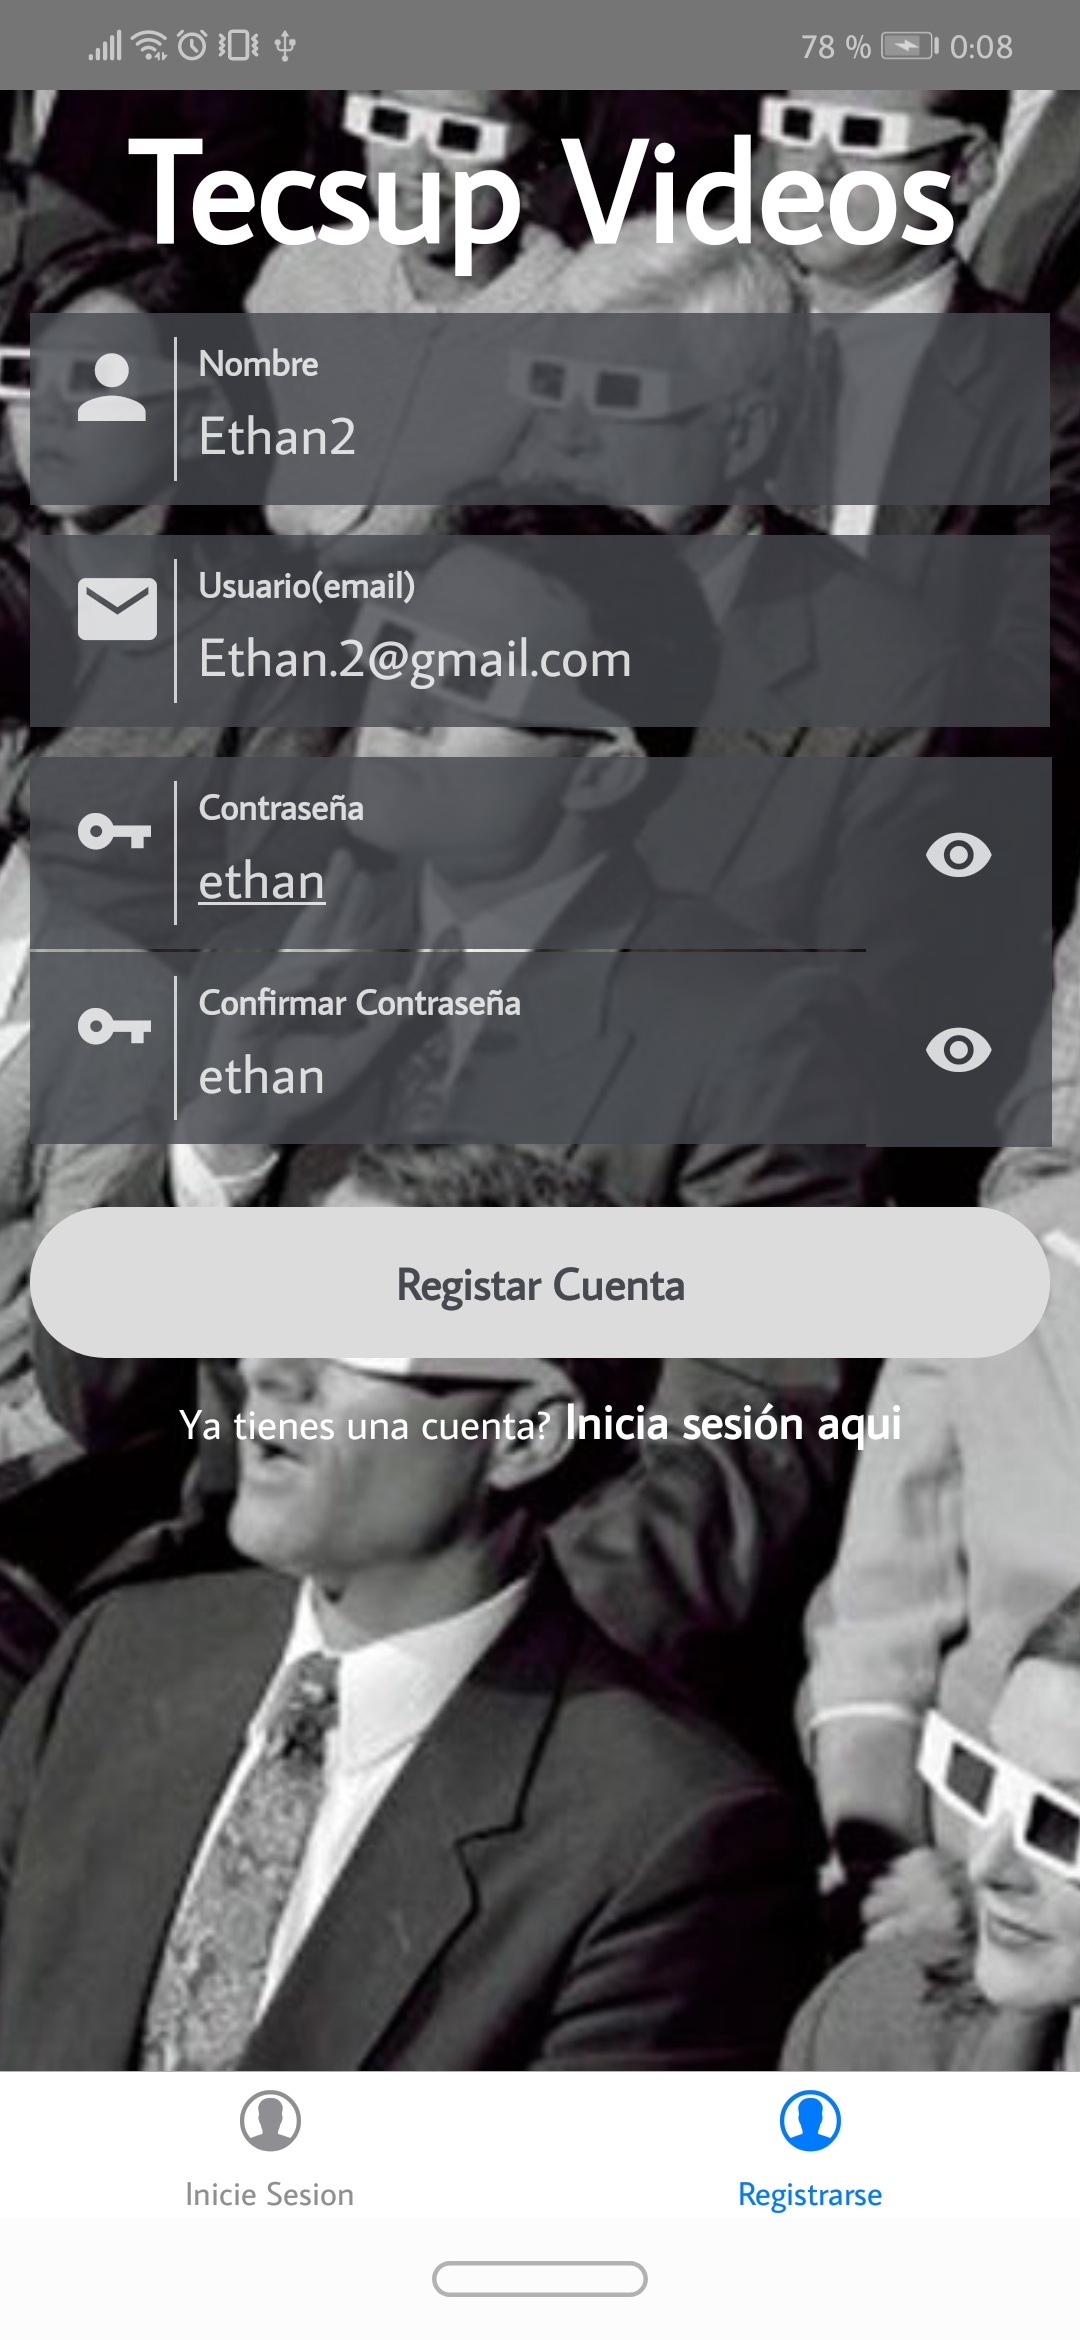 78 % 0:08
Tecsup Videos
Nombre
Ethan2
Usuario(email)
Ethan.2@gmail.com
Contraseña
ethan
Confirmar Contraseña
ethan
Registar Cuenta
Ya tienes una cuenta? Inicia sesión aqui
Inicie Sesion
Registrarse